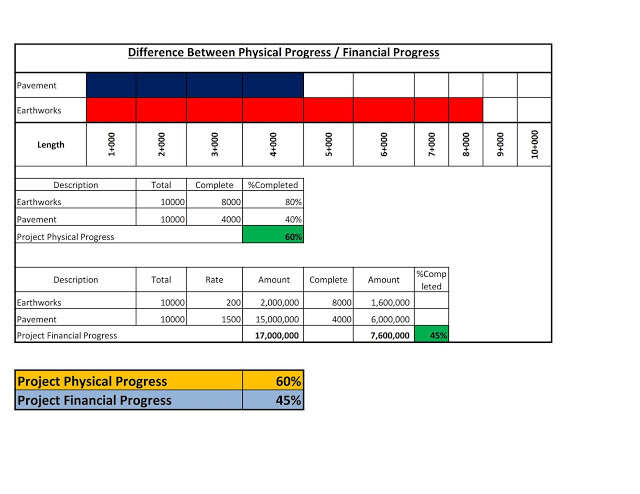 Difference Between Physical Progress / Financial Progress
Pavement
Earthworks
Length 1+000 2+000 3+000 4+000 5+000 6+000 7+000 8+000 9+000 10+000
Description Total Complete %Completed
Earthworks 10000 8000 80%
Pavement 10000 4000 40%
Project Physical Progress 60%
Description Total Rate Amount Complete Amount %Comp
leted
Earthworks 10000 200 2,000,000 8000 1,600,000
Pavement 10000 1500 15,000,000 4000 6,000,000
Project Financial Progress 17,000,000 7,600,000 45%
Project Physical Progress 60%
Project Financial Progress 45%